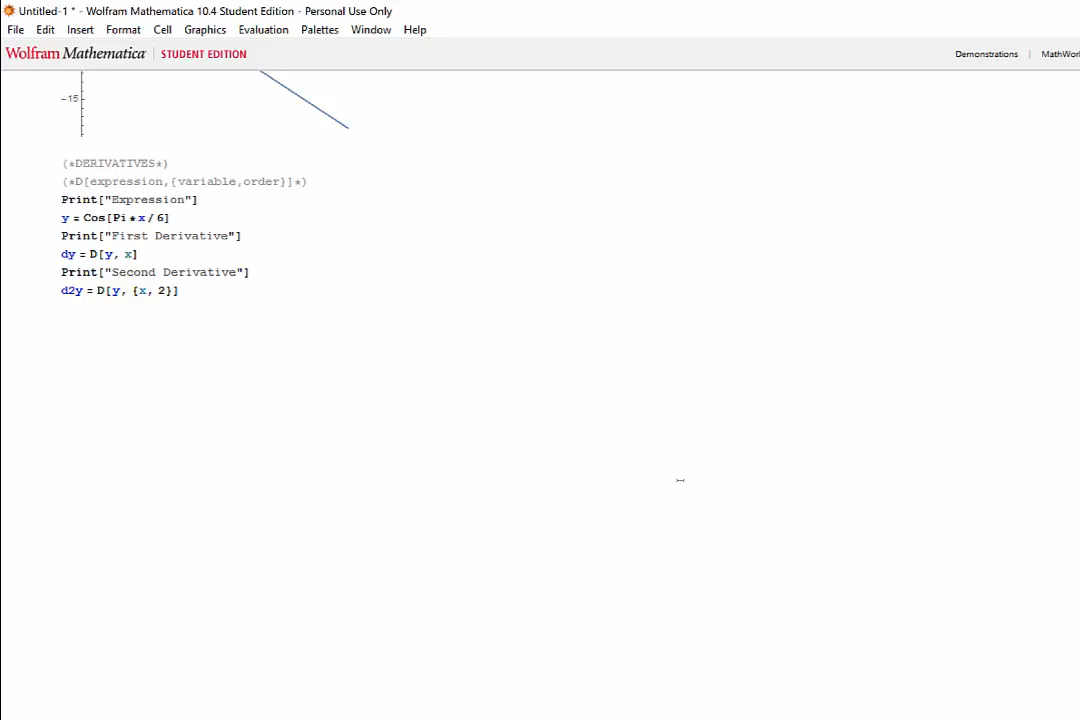 Untitled-1 * - Wolfram Mathematica 10.4 Student Edition - Personal Use Only
File Edit Insert Format Cell Graphics Evaluation Palettes Window Help
Wolfram Mathematica | STUDENT EDITION Demonstrations | MathWor
-15
(*DERIVATIVES*)
(*D[expression,{variable,order}]*)
Print["Expression"]
y = Cos[Pi * x / 6]
Print["First Derivative"]
dy = D[y, x]
Print["Second Derivative"]
d2y = D[y, {x, 2}]